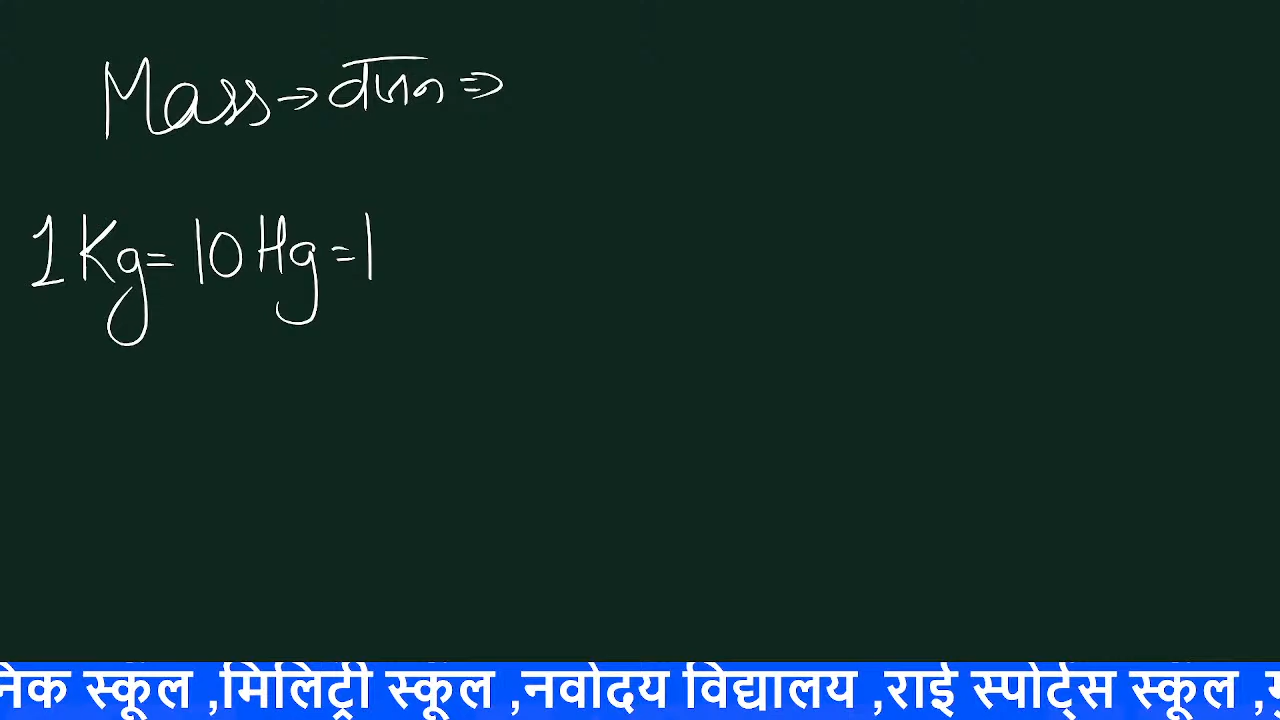 Mass → वजन ⇒
1 Kg = 10 Hg = 1
निक स्कूल ,मिलिट्री स्कूल ,नवोदय विद्यालय ,राई स्पोर्ट्स स्कूल ,गु